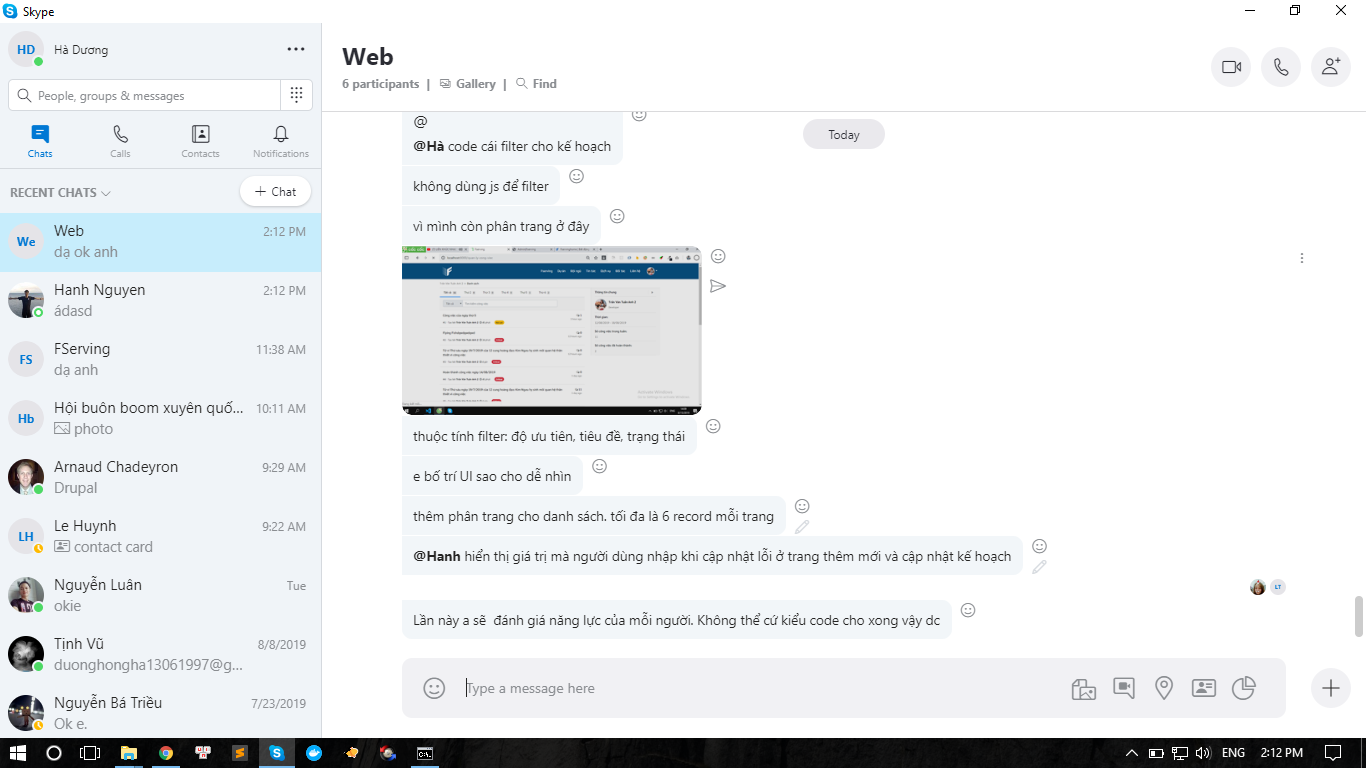 Skype
HD
Hà Dương
People, groups & messages
Chats
Calls
Contacts
Notifications
RECENT CHATS
+ Chat
We
Web
2:12 PM
dạ ok anh
Hanh Nguyen
2:12 PM
ádasd
FS
FServing
11:38 AM
dạ anh
Hb
Hội buôn boom xuyên quố...
10:11 AM
photo
Arnaud Chadeyron
9:29 AM
Drupal
LH
Le Huynh
9:22 AM
contact card
Nguyễn Luân
Tue
okie
Tịnh Vũ
8/8/2019
duonghongha13061997@g...
Nguyễn Bá Triều
7/23/2019
Ok e.
Web
6 participants | Gallery | Find
Today
@
@Hà code cái filter cho kế hoạch
không dùng js để filter
vì mình còn phân trang ở đây
thuộc tính filter: độ ưu tiên, tiêu đề, trạng thái
e bố trí UI sao cho dễ nhìn
thêm phân trang cho danh sách. tối đa là 6 record mỗi trang
@Hanh hiển thị giá trị mà người dùng nhập khi cập nhật lỗi ở trang thêm mới và cập nhật kế hoạch
LT
Lần này a sẽ  đánh giá năng lực của mỗi người. Không thể cứ kiểu code cho xong vậy dc
Type a message here
ENG
2:12 PM